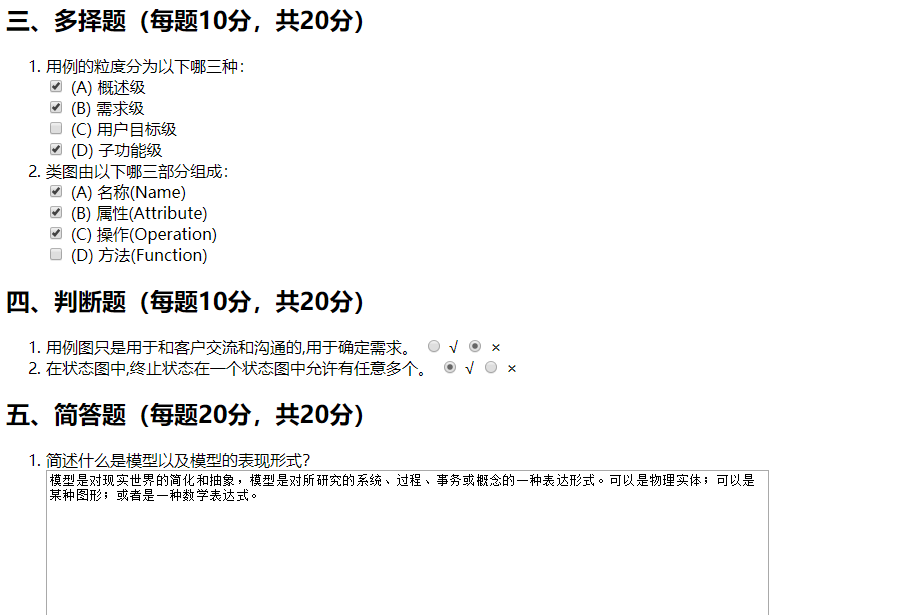 三、多择题（每题10分，共20分）
1. 用例的粒度分为以下哪三种：
(A) 概述级
(B) 需求级
(C) 用户目标级
(D) 子功能级
2. 类图由以下哪三部分组成：
(A) 名称(Name)
(B) 属性(Attribute)
(C) 操作(Operation)
(D) 方法(Function)
四、判断题（每题10分，共20分）
1. 用例图只是用于和客户交流和沟通的,用于确定需求。 √ ×
2. 在状态图中,终止状态在一个状态图中允许有任意多个。 √ ×
五、简答题（每题20分，共20分）
1. 简述什么是模型以及模型的表现形式？
模型是对现实世界的简化和抽象，模型是对所研究的系统、过程、事务或概念的一种表达形式。可以是物理实体；可以是
某种图形；或者是一种数学表达式。